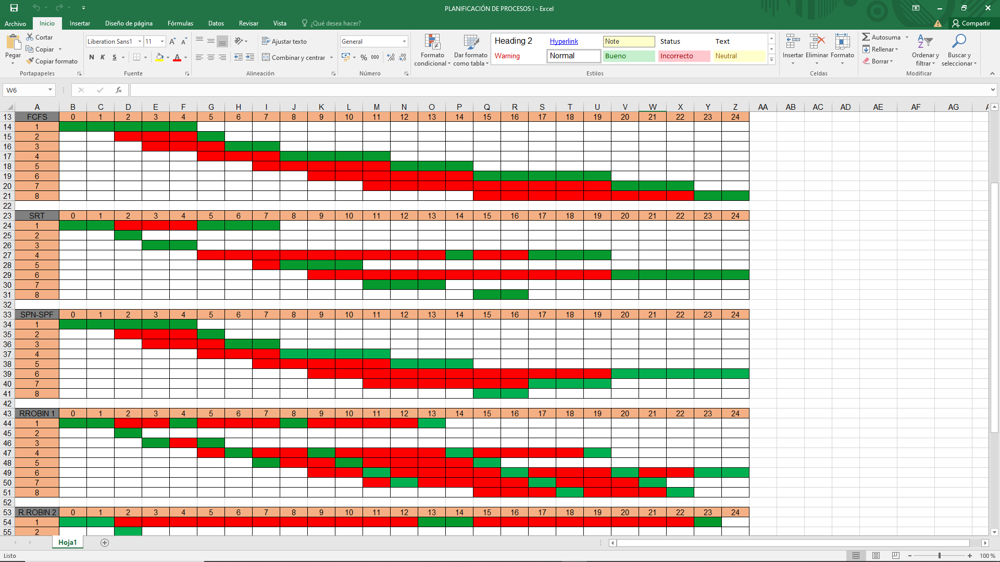 PLANIFICACIÓN DE PROCESOS I - Excel
Archivo Inicio Insertar Diseño de página Fórmulas Datos Revisar Vista ¿Qué desea hacer? Compartir
Pegar Cortar Copiar Copiar formato
Liberation Sans1 11
N K S
Ajustar texto
Combinar y centrar
General
% 000
Formato condicional
Dar formato como tabla
Heading 2 Hyperlink Note Status Text
Warning Normal Bueno Incorrecto Neutral
Insertar Eliminar Formato
Autosuma
Rellenar
Borrar
Ordenar y filtrar
Buscar y seleccionar
Portapapeles Fuente Alineación Número Estilos Celdas Modificar
W6 fx
A B C D E F G H I J K L M N O P Q R S T U V W X Y Z AA AB AC AD AE AF AG
13 FCFS 0 1 2 3 4 5 6 7 8 9 10 11 12 13 14 15 16 17 18 19 20 21 22 23 24
14 1
15 2
16 3
17 4
18 5
19 6
20 7
21 8
22
23 SRT 0 1 2 3 4 5 6 7 8 9 10 11 12 13 14 15 16 17 18 19 20 21 22 23 24
24 1
25 2
26 3
27 4
28 5
29 6
30 7
31 8
32
33 SPN-SPF 0 1 2 3 4 5 6 7 8 9 10 11 12 13 14 15 16 17 18 19 20 21 22 23 24
34 1
35 2
36 3
37 4
38 5
39 6
40 7
41 8
42
43 RROBIN 1 0 1 2 3 4 5 6 7 8 9 10 11 12 13 14 15 16 17 18 19 20 21 22 23 24
44 1
45 2
46 3
47 4
48 5
49 6
50 7
51 8
52
53 R.ROBIN 2 0 1 2 3 4 5 6 7 8 9 10 11 12 13 14 15 16 17 18 19 20 21 22 23 24
54 1
55 2
Hoja1
Listo 100 %